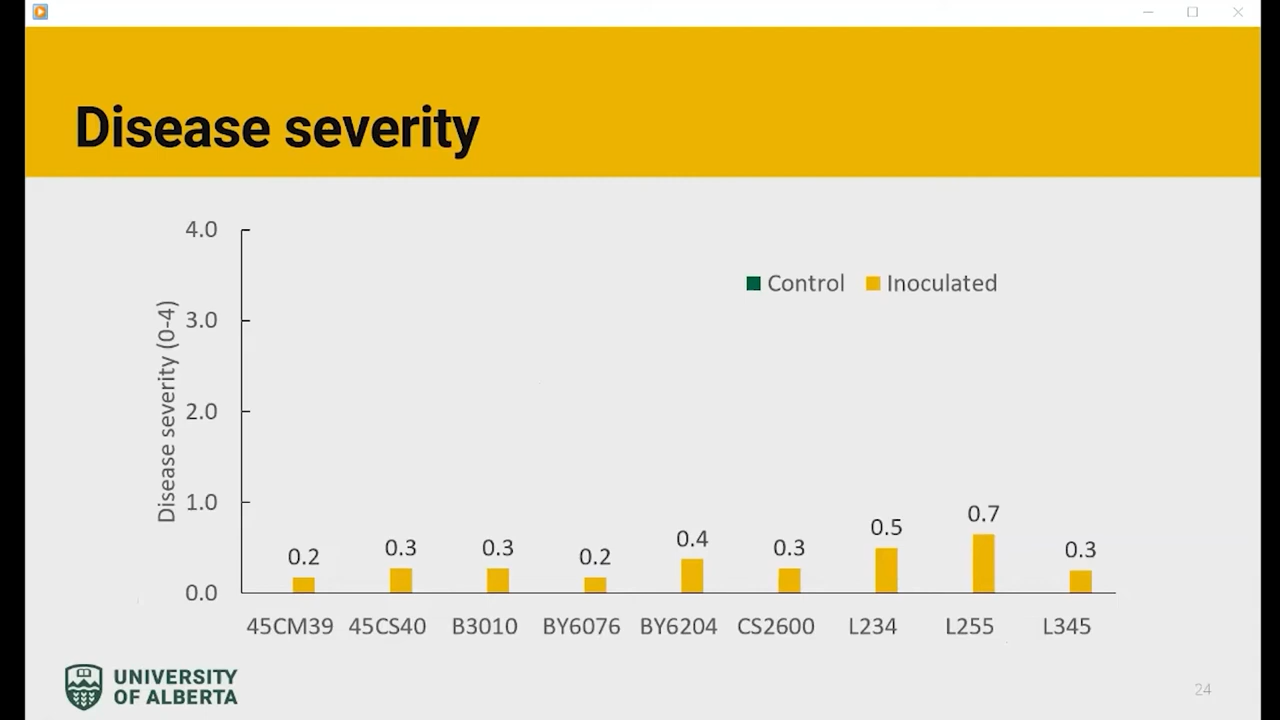 Disease severity
4.0
3.0
2.0
1.0
0.0
Disease severity (0-4)
Control Inoculated
0.2 0.3 0.3 0.2 0.4 0.3 0.5 0.7 0.3
45CM39 45CS40 B3010 BY6076 BY6204 CS2600 L234 L255 L345
UNIVERSITY
OF ALBERTA
24